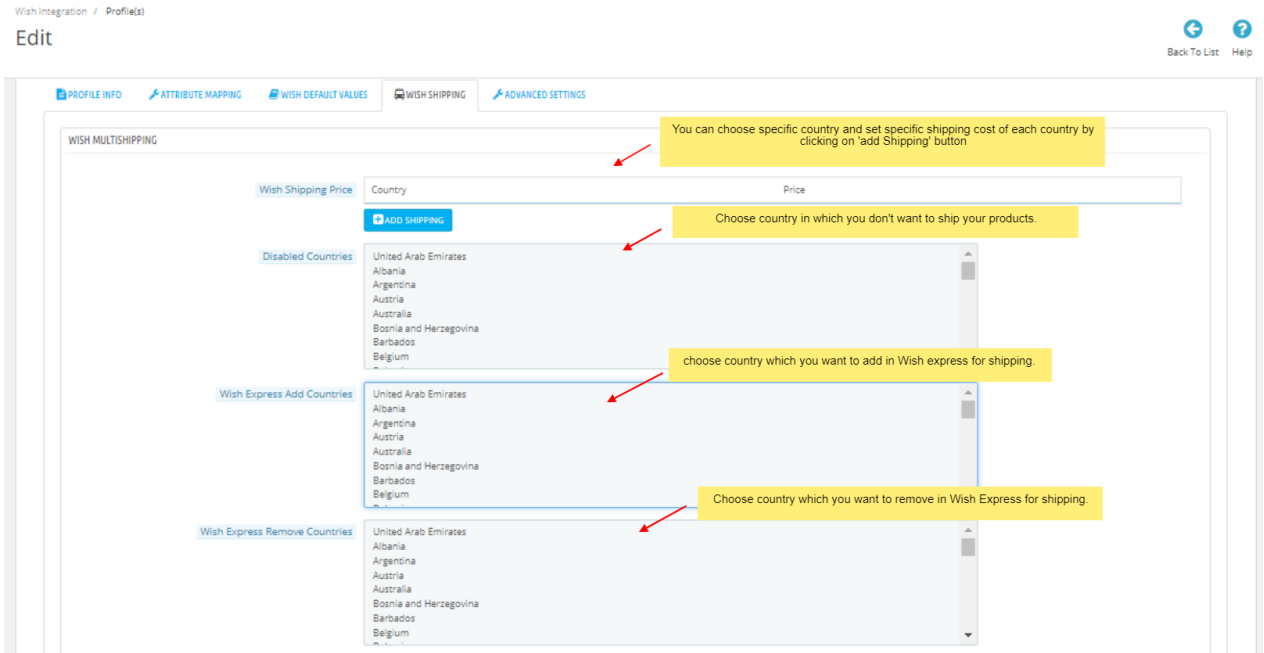 Wish Integration / Profile(s)
Edit
Back To List Help
PROFILE INFO ATTRIBUTE MAPPING WISH DEFAULT VALUES WISH SHIPPING ADVANCED SETTINGS
WISH MULTISHIPPING
You can choose specific country and set specific shipping cost of each country by
clicking on 'add Shipping' button
Wish Shipping Price Country Price
ADD SHIPPING
Choose country in which you don't want to ship your products.
Disabled Countries United Arab Emirates
Albania
Argentina
Austria
Australia
Bosnia and Herzegovina
Barbados
Belgium
choose country which you want to add in Wish express for shipping.
Wish Express Add Countries United Arab Emirates
Albania
Argentina
Austria
Australia
Bosnia and Herzegovina
Barbados
Belgium
Choose country which you want to remove in Wish Express for shipping.
Wish Express Remove Countries United Arab Emirates
Albania
Argentina
Austria
Australia
Bosnia and Herzegovina
Barbados
Belgium